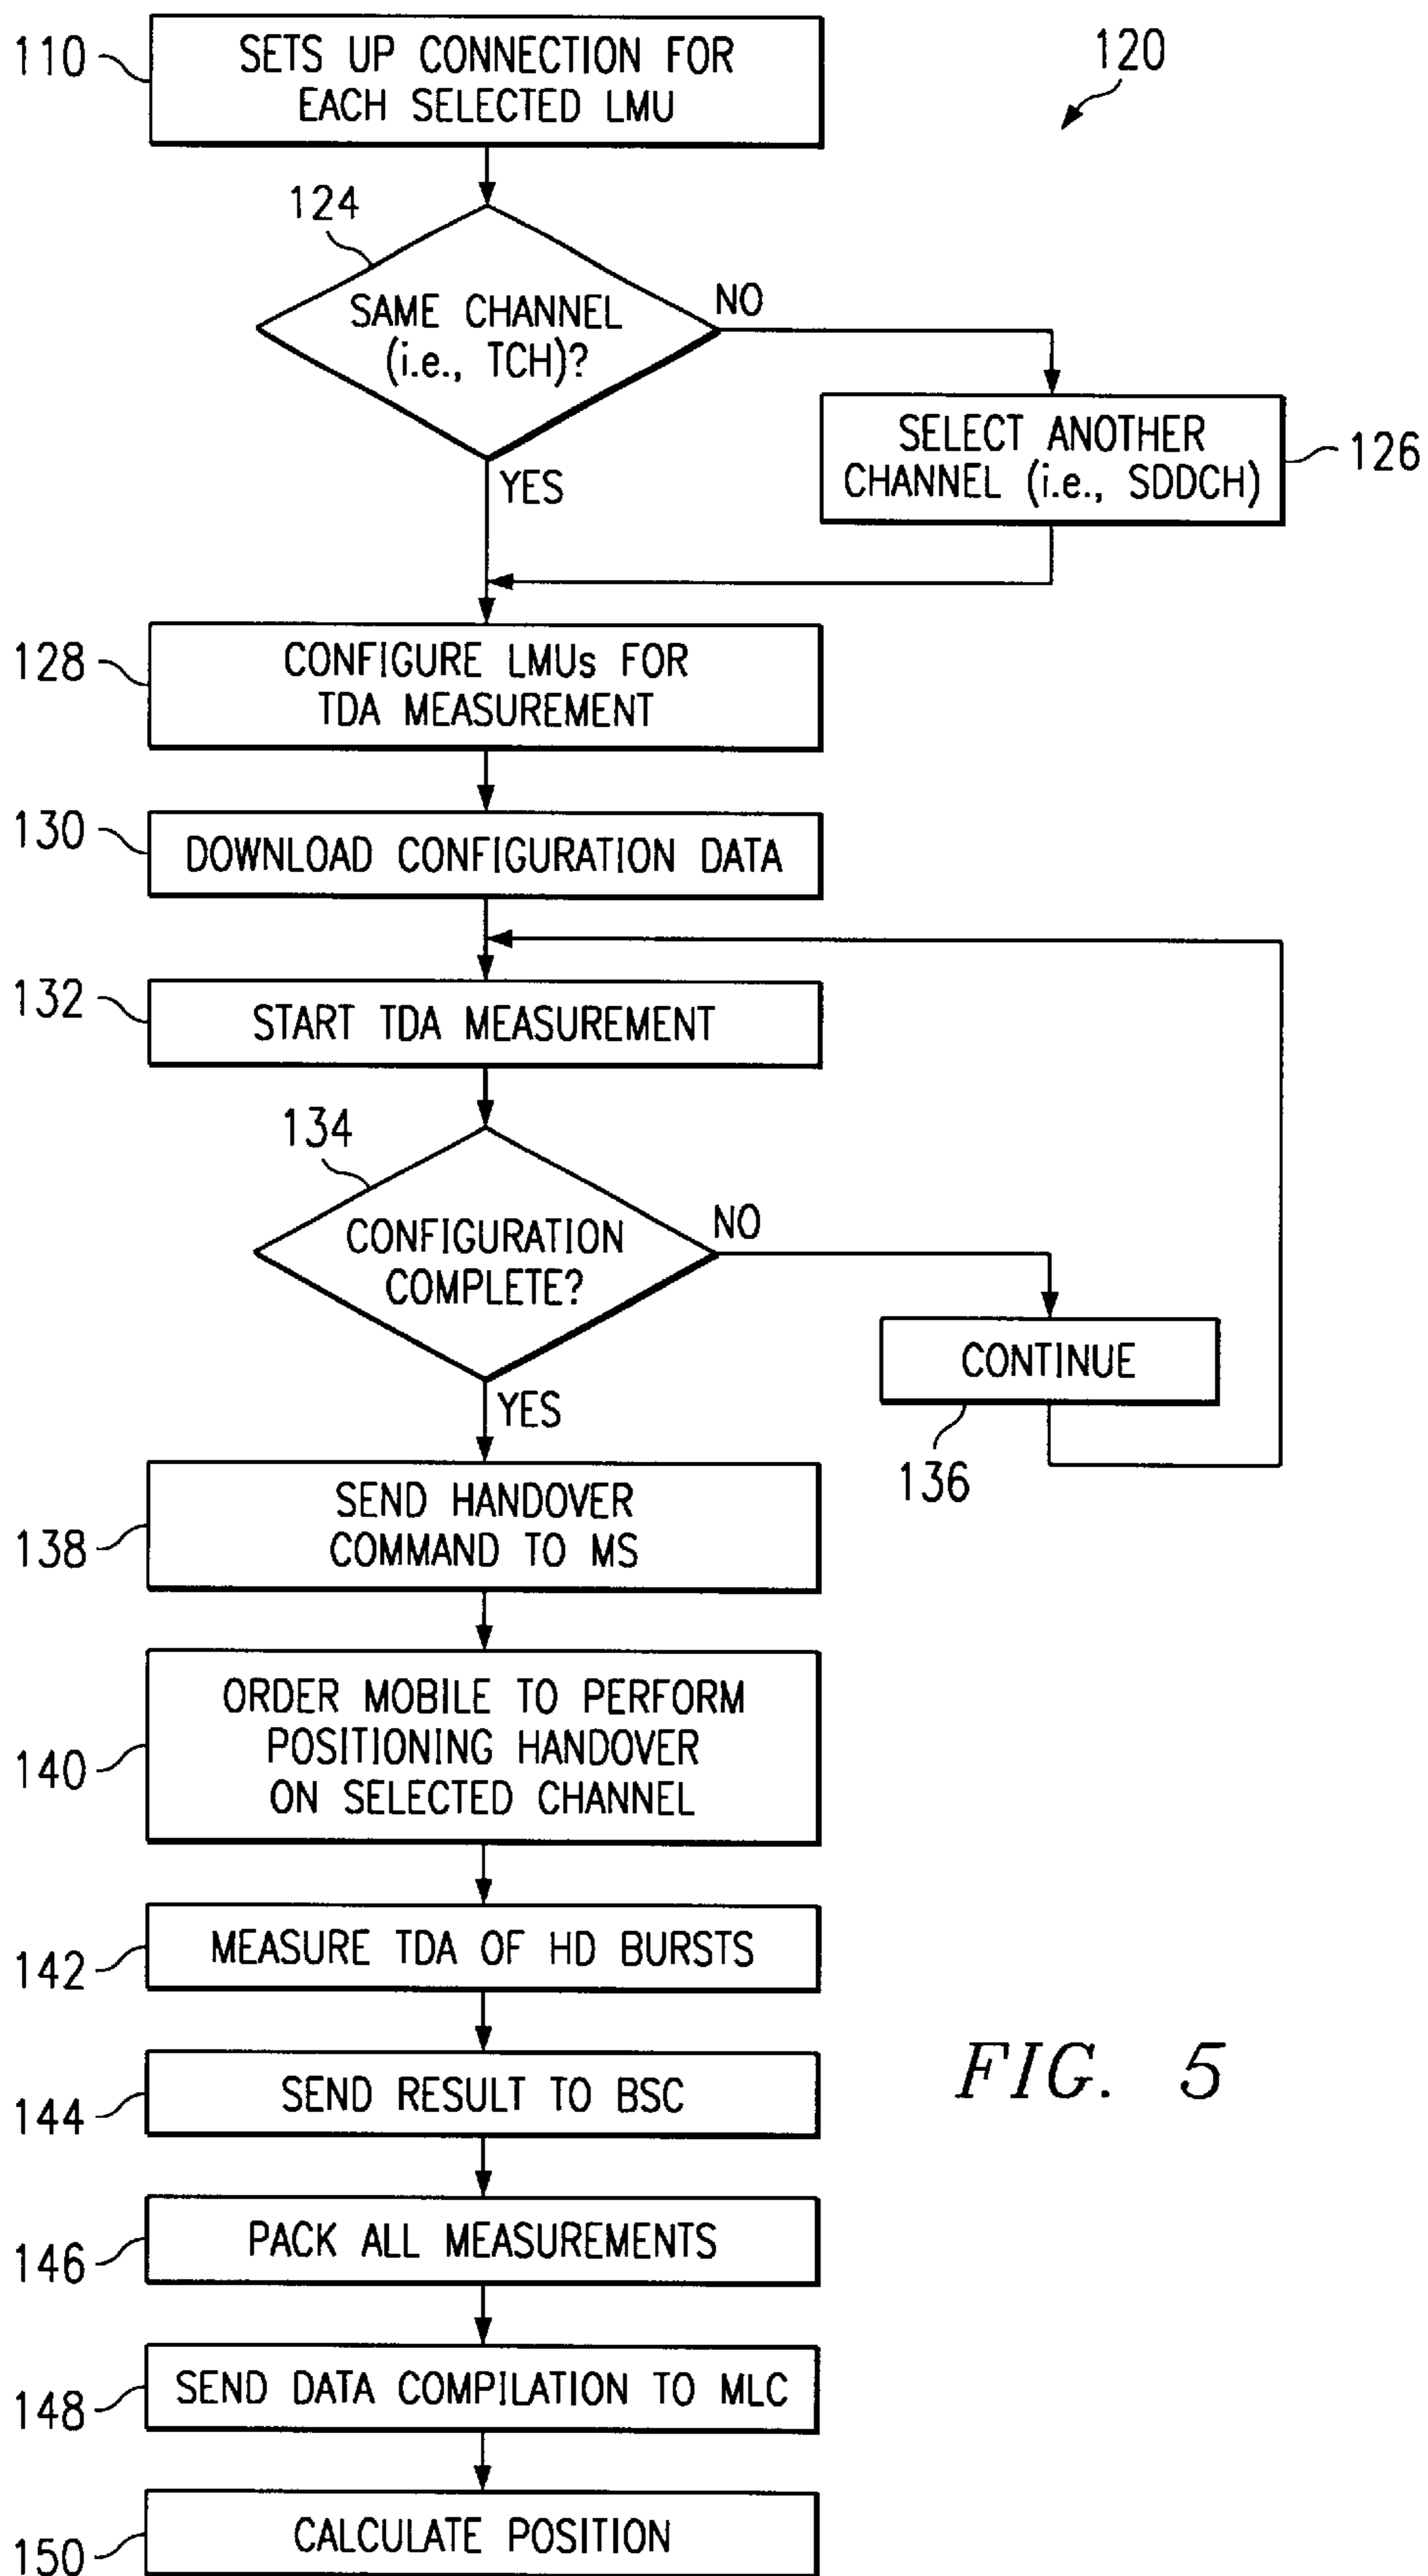 110
SETS UP CONNECTION FOR
EACH SELECTED LMU
120
124
SAME CHANNEL
(i.e., TCH)?
NO
YES
SELECT ANOTHER
CHANNEL (i.e., SDDCH)
126
128
CONFIGURE LMUs FOR
TDA MEASUREMENT
130
DOWNLOAD CONFIGURATION DATA
132
START TDA MEASUREMENT
134
CONFIGURATION
COMPLETE?
NO
YES
CONTINUE
136
138
SEND HANDOVER
COMMAND TO MS
140
ORDER MOBILE TO PERFORM
POSITIONING HANDOVER
ON SELECTED CHANNEL
142
MEASURE TDA OF HD BURSTS
144
SEND RESULT TO BSC
FIG. 5
146
PACK ALL MEASUREMENTS
148
SEND DATA COMPILATION TO MLC
150
CALCULATE POSITION